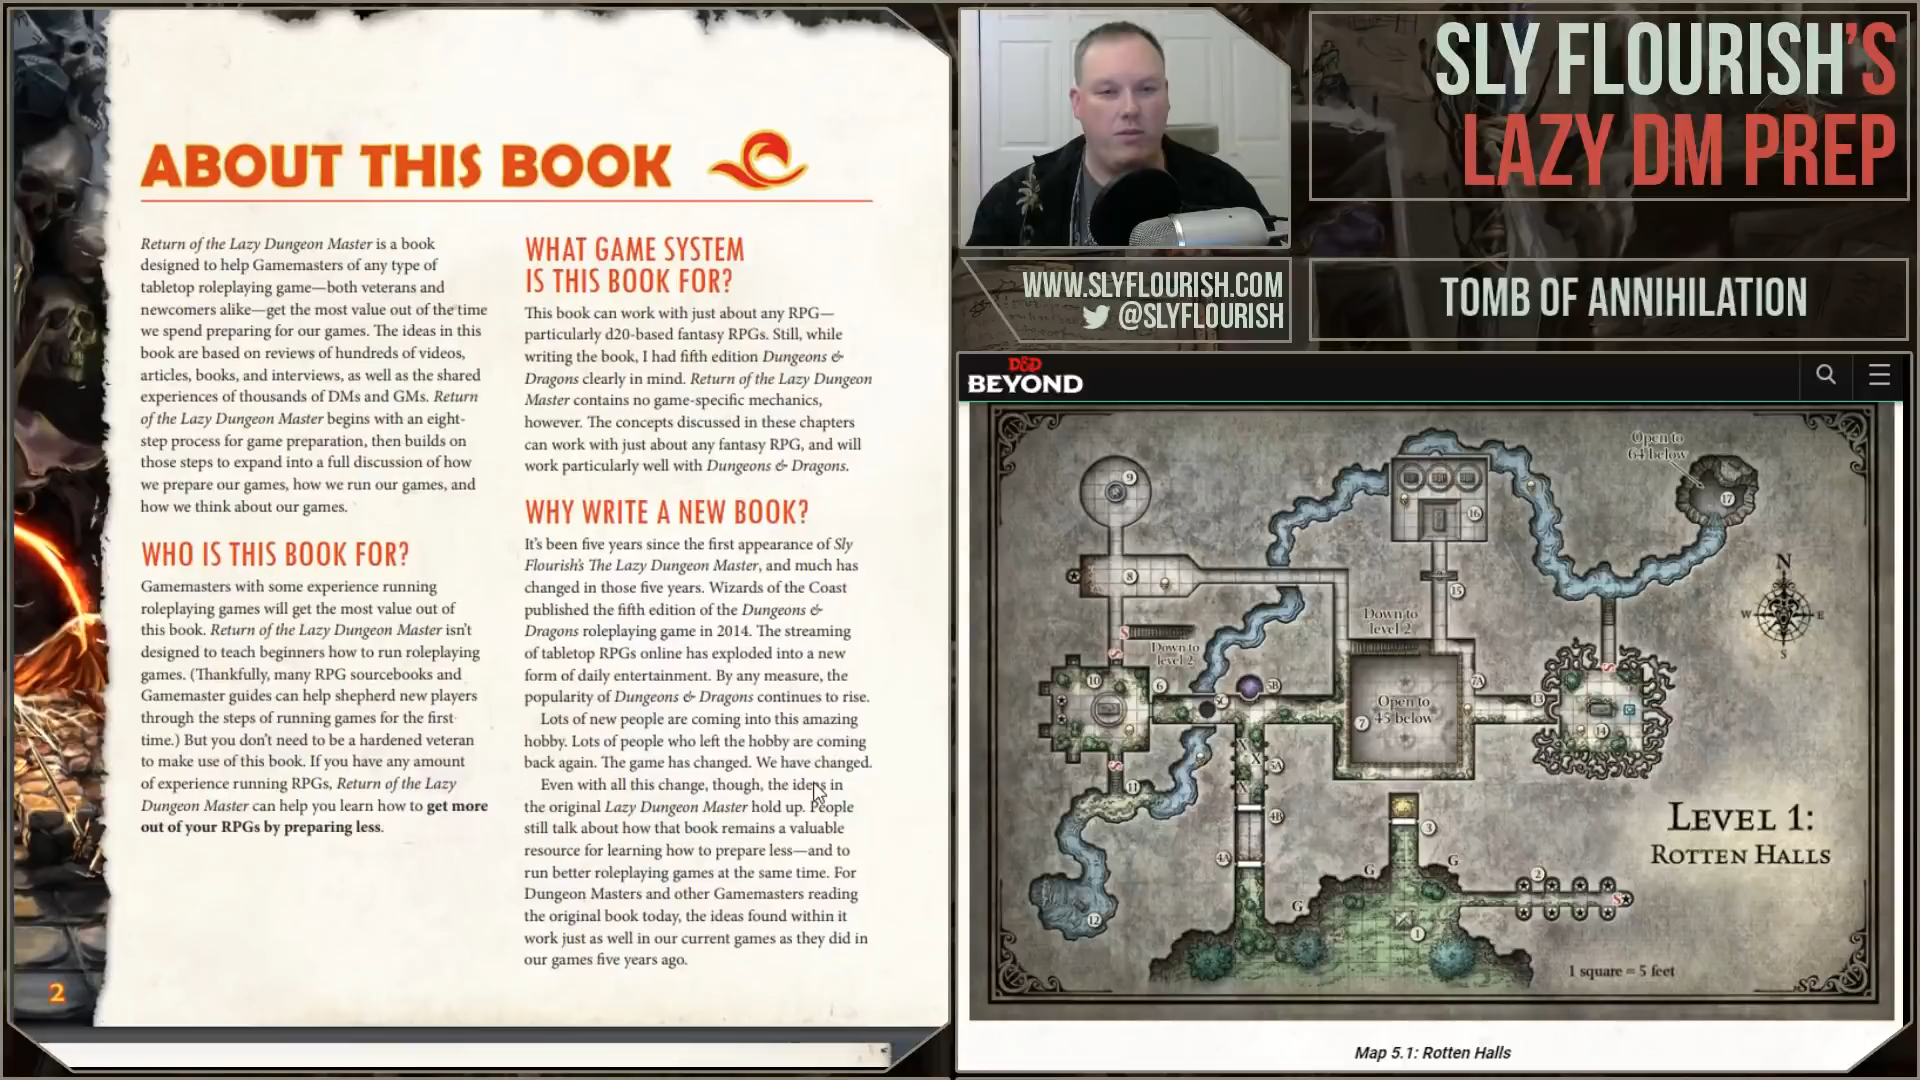 ABOUT THIS BOOK
Return of the Lazy Dungeon Master is a book
designed to help Gamemasters of any type of
tabletop roleplaying game—both veterans and
newcomers alike—get the most value out of the time
we spend preparing for our games. The ideas in this
book are based on reviews of hundreds of videos,
articles, books, and interviews, as well as the shared
experiences of thousands of DMs and GMs. Return
of the Lazy Dungeon Master begins with an eight-
step process for game preparation, then builds on
those steps to expand into a full discussion of how
we prepare our games, how we run our games, and
how we think about our games.
WHO IS THIS BOOK FOR?
Gamemasters with some experience running
roleplaying games will get the most value out of
this book. Return of the Lazy Dungeon Master isn't
designed to teach beginners how to run roleplaying
games. (Thankfully, many RPG sourcebooks and
Gamemaster guides can help shepherd new players
through the steps of running games for the first
time.) But you don't need to be a hardened veteran
to make use of this book. If you have any amount
of experience running RPGs, Return of the Lazy
Dungeon Master can help you learn how to get more
out of your RPGs by preparing less.
2
WHAT GAME SYSTEM
IS THIS BOOK FOR?
This book can work with just about any RPG—
particularly d20-based fantasy RPGs. Still, while
writing the book, I had fifth edition Dungeons &
Dragons clearly in mind. Return of the Lazy Dungeon
Master contains no game-specific mechanics,
however. The concepts discussed in these chapters
can work with just about any fantasy RPG, and will
work particularly well with Dungeons & Dragons.
WHY WRITE A NEW BOOK?
It's been five years since the first appearance of Sly
Flourish's The Lazy Dungeon Master, and much has
changed in those five years. Wizards of the Coast
published the fifth edition of the Dungeons &
Dragons roleplaying game in 2014. The streaming
of tabletop RPGs online has exploded into a new
form of daily entertainment. By any measure, the
popularity of Dungeons & Dragons continues to rise.
Lots of new people are coming into this amazing
hobby. Lots of people who left the hobby are coming
back again. The game has changed. We have changed.
Even with all this change, though, the ideas in
the original Lazy Dungeon Master hold up. People
still talk about how that book remains a valuable
resource for learning how to prepare less—and to
run better roleplaying games at the same time. For
Dungeon Masters and other Gamemasters reading
the original book today, the ideas found within it
work just as well in our current games as they did in
our games five years ago.
SLY FLOURISH'S
LAZY DM PREP
WWW.SLYFLOURISH.COM
@SLYFLOURISH
TOMB OF ANNIHILATION
D&D
BEYOND
Open to
64 below
9
17
16
8
N
W E
S
15
Down to
level 2
S
S
Down to
level 2
S
10
6
5B
7A
13
Open to
45 below
7
14
X
X
5A
X
S
11
4B
3
4A
G
G
G
2
S
12
1
LEVEL 1:
ROTTEN HALLS
1 square = 5 feet
Map 5.1: Rotten Halls